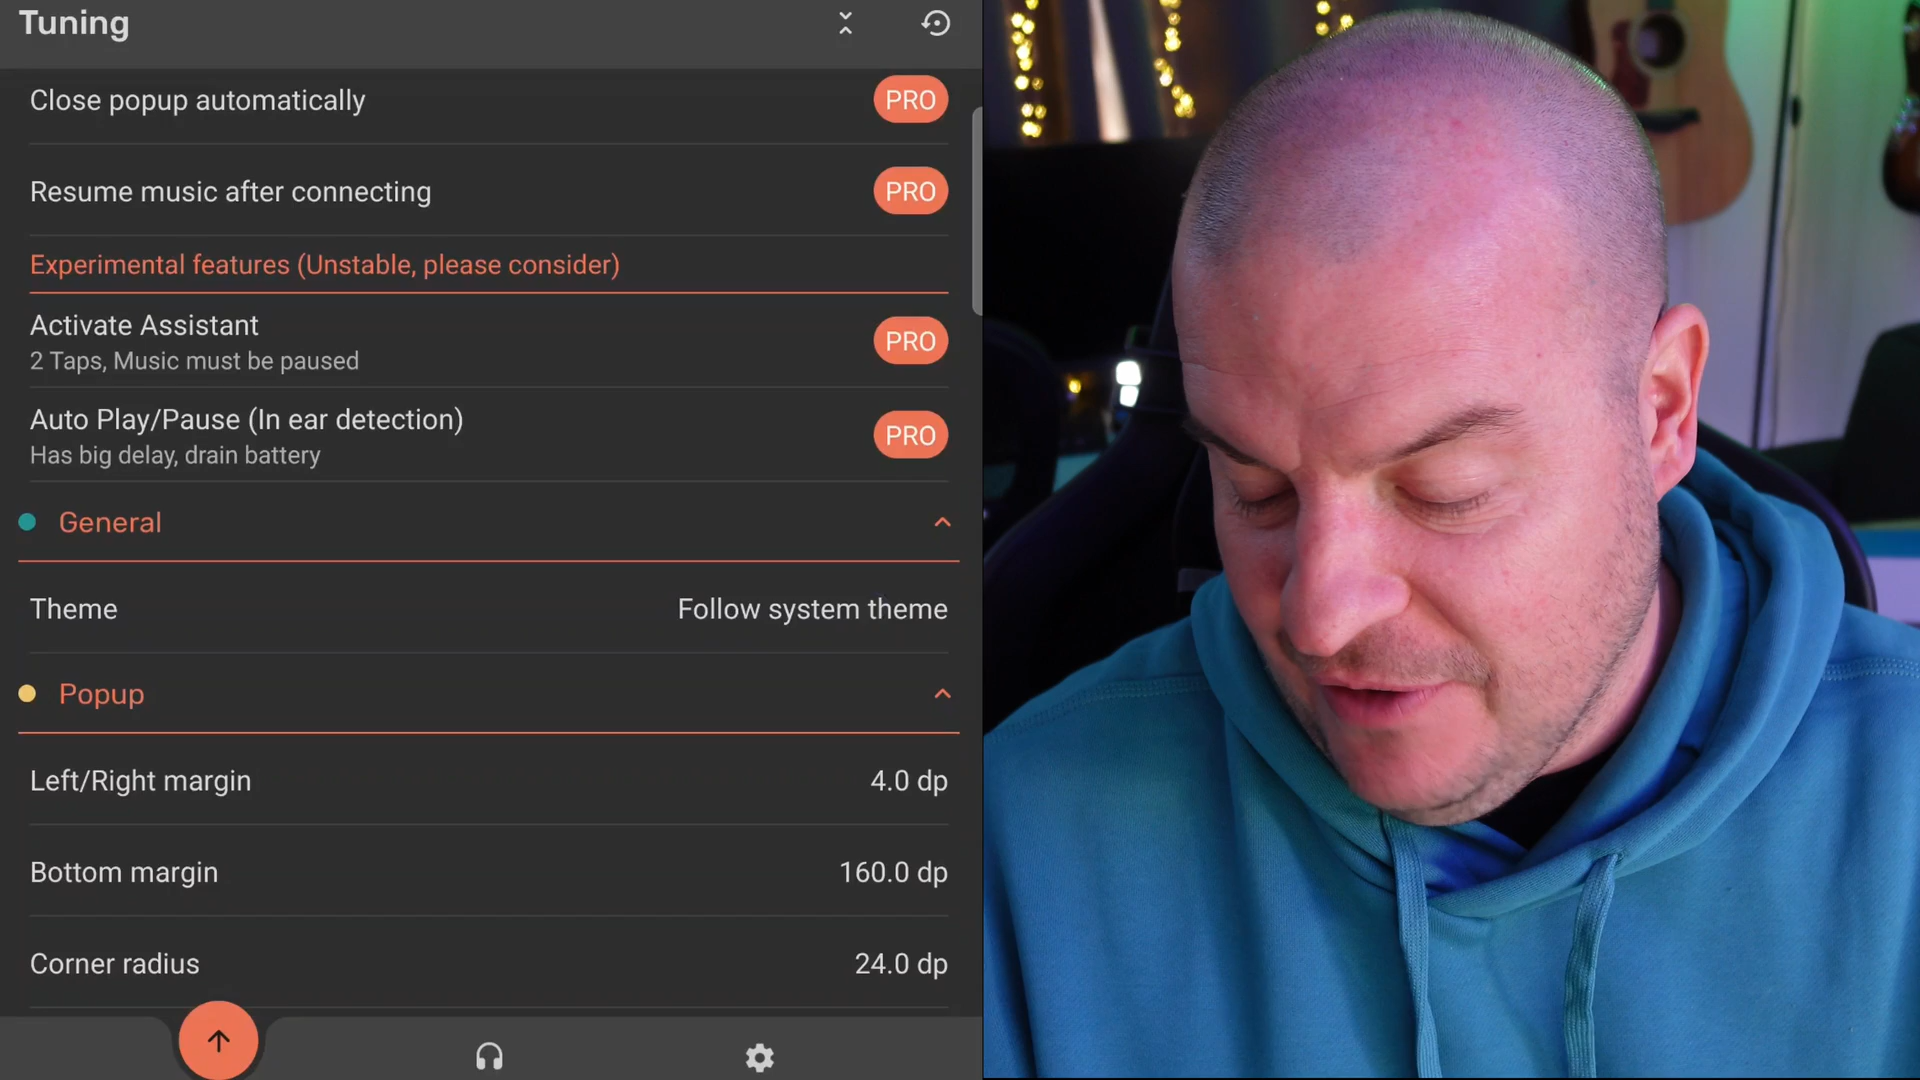 Tuning
Close popup automatically PRO
Resume music after connecting PRO
Experimental features (Unstable, please consider)
Activate Assistant PRO
2 Taps, Music must be paused
Auto Play/Pause (In ear detection) PRO
Has big delay, drain battery
General
Theme Follow system theme
Popup
Left/Right margin 4.0 dp
Bottom margin 160.0 dp
Corner radius 24.0 dp